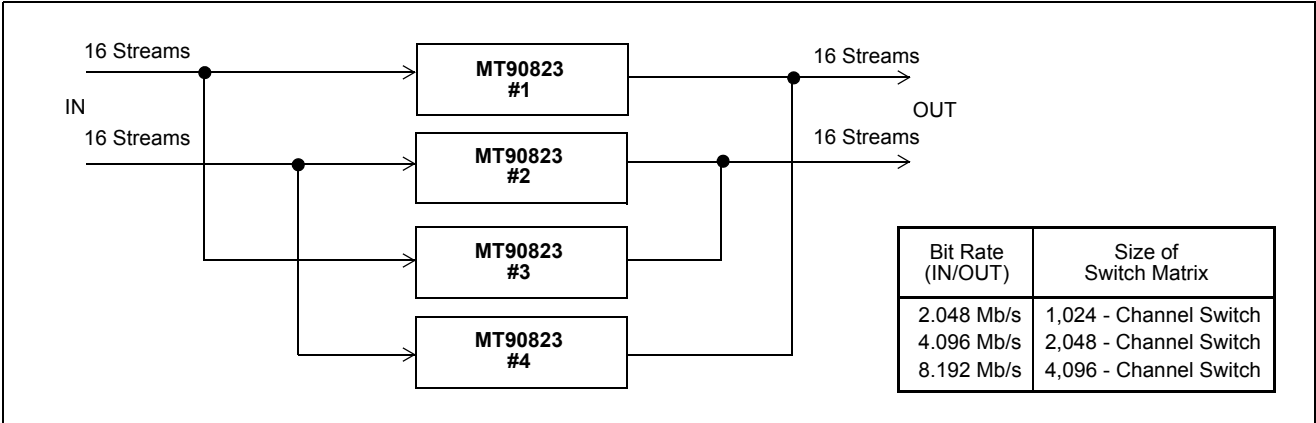 16 Streams
MT90823
#1
16 Streams
IN
OUT
16 Streams
MT90823
#2
16 Streams
MT90823
#3
MT90823
#4
Bit Rate
(IN/OUT)
Size of
Switch Matrix
2.048 Mb/s 1,024 - Channel Switch
4.096 Mb/s 2,048 - Channel Switch
8.192 Mb/s 4,096 - Channel Switch